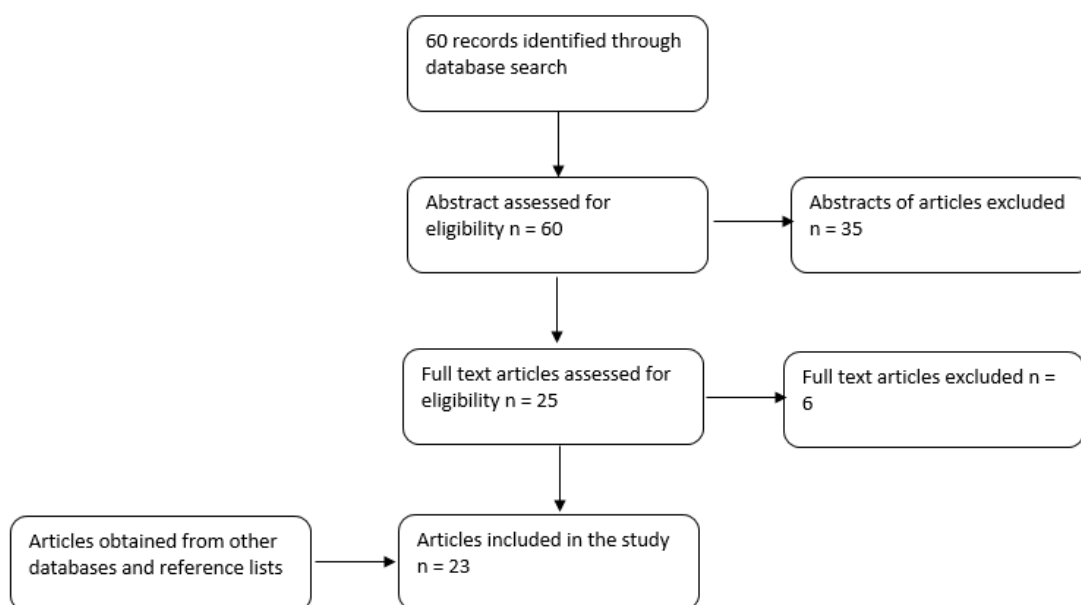 60 records identified through
database search
Abstract assessed for
eligibility n = 60
Abstracts of articles excluded
n = 35
Full text articles assessed for
eligibility n = 25
Full text articles excluded n =
6
Articles obtained from other
databases and reference lists
Articles included in the study
n = 23